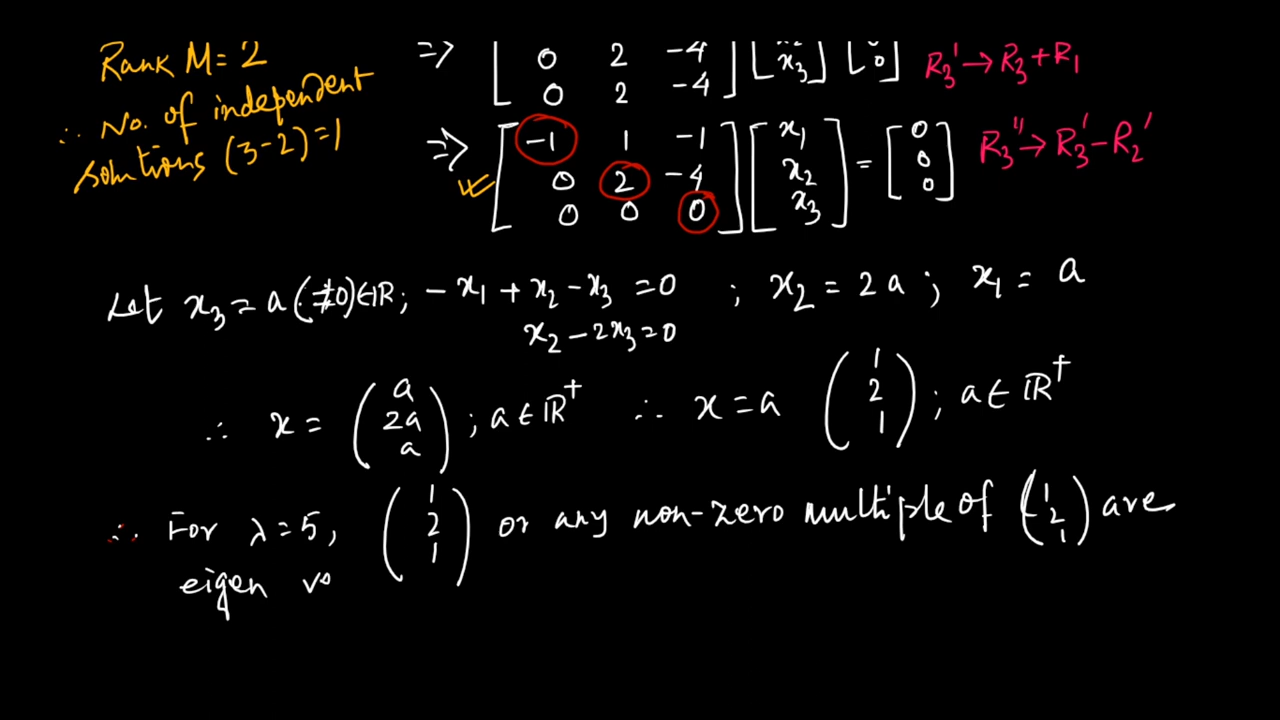 Rank M = 2
∴ No. of independent
solutions (3-2) = 1
=> [ 0 2 -4 ] [ x3 ] [ 0 ] R3' → R3 + R1
0 2 -4
=> [ -1 1 -1 ] [ x1 ] = [ 0 ] R3'' → R3' - R2'
0 2 -4 x2 0
0 0 0 x3 0
Let x3 = a (≠0) ∈ IR; -x1 + x2 - x3 = 0 ; x2 = 2a ; x1 = a
x2 - 2x3 = 0
∴ x = ( a 2a a ) ; a ∈ IR† ∴ x = a ( 1 2 1 ) ; a ∈ IR†
∴ For λ = 5, ( 1 2 1 ) or any non-zero multiple of ( 1 2 1 ) are
eigen ve